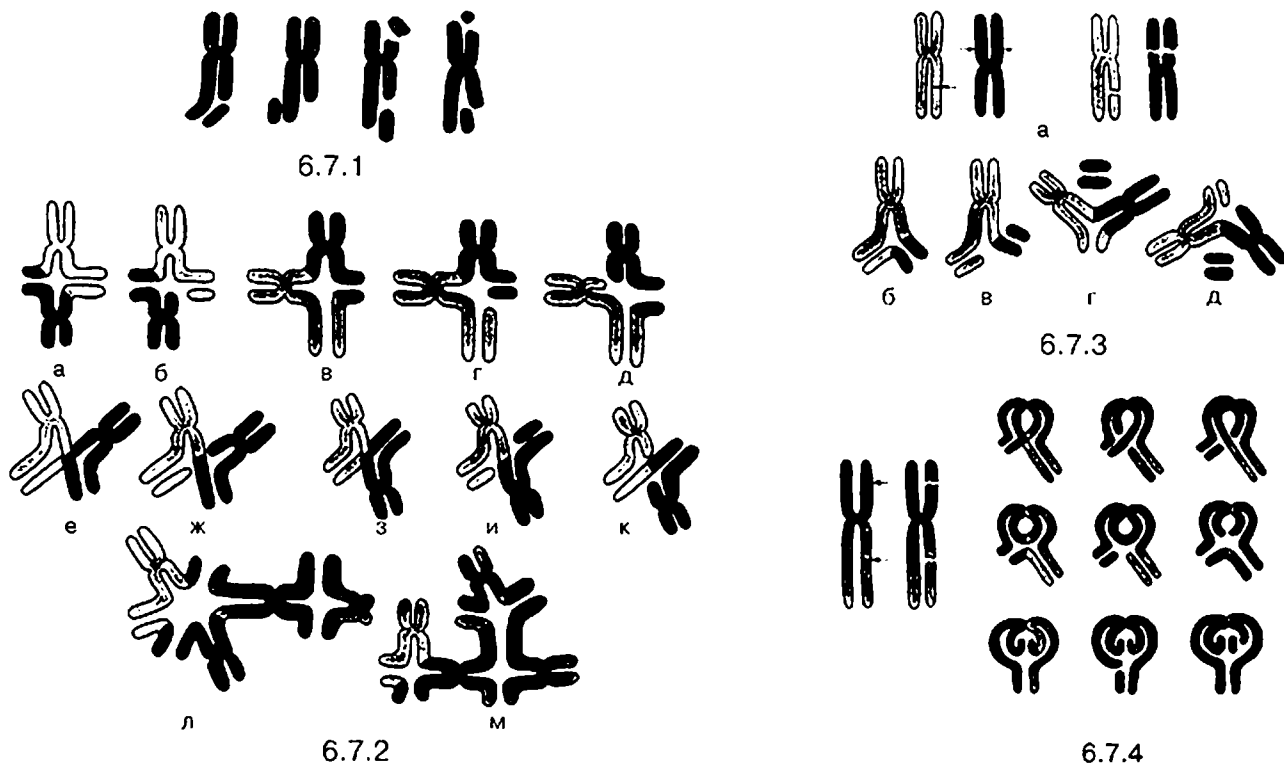 6.7.1
а б в г д
е ж з и к
л м
6.7.2
а
б в г д
6.7.3
6.7.4